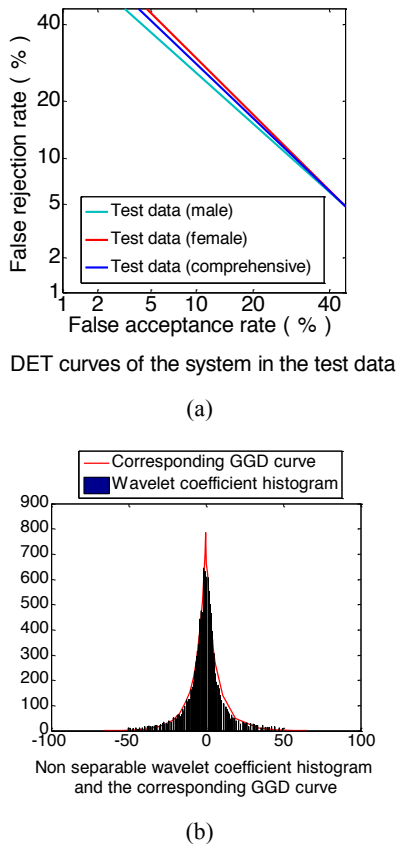 40
20
10
5
2
1
False rejection rate ( % )
Test data (male)
Test data (female)
Test data (comprehensive)
1 2 5 10 20 40
False acceptance rate ( % )
DET curves of the system in the test data
(a)
Corresponding GGD curve
Wavelet coefficient histogram
900
800
700
600
500
400
300
200
100
0
-100 -50 0 50 100
Non separable wavelet coefficient histogram
and the corresponding GGD curve
(b)